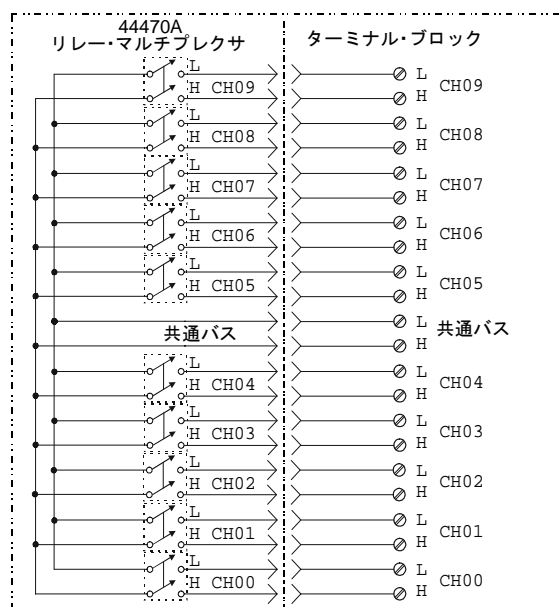 44470A
リレー・マルチプレクサ
ターミナル・ブロック
L
H CH09
L
H
CH09
L
H CH08
L
H
CH08
L
H CH07
L
H
CH07
L
H CH06
L
H
CH06
L
H CH05
L
H
CH05
共通バス
L
H
共通バス
L
H CH04
L
H
CH04
L
H CH03
L
H
CH03
L
H CH02
L
H
CH02
L
H CH01
L
H
CH01
L
H CH00
L
H
CH00